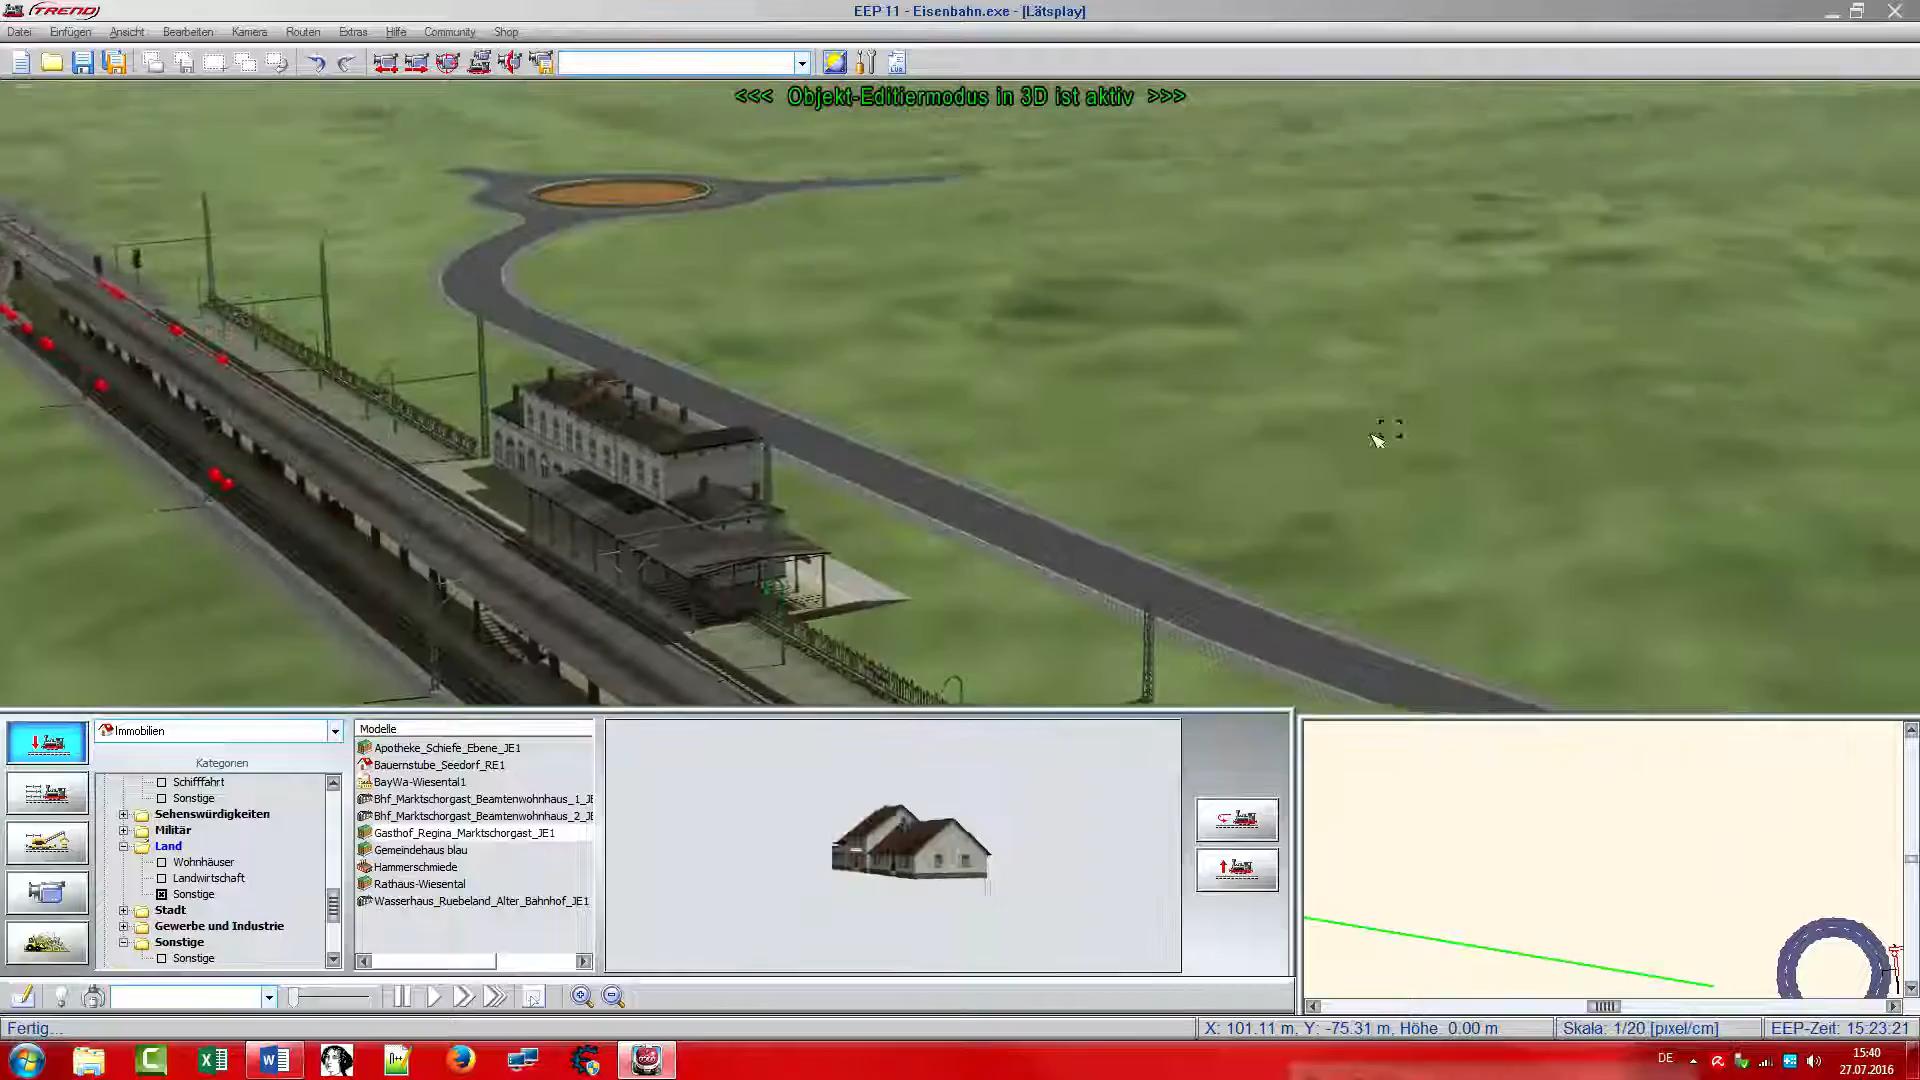 TREND
EEP 11 - Eisenbahn.exe - [Lätsplay]
Datei Einfügen Ansicht Bearbeiten Kamera Routen Extras Hilfe Community Shop
<<< Objekt-Editiermodus in 3D ist aktiv >>>
Immobilien
Kategorien
Schifffahrt
Sonstige
Sehenswürdigkeiten
Militär
Land
Wohnhäuser
Landwirtschaft
Sonstige
Stadt
Gewerbe und Industrie
Sonstige
Sonstige
Modelle
Apotheke_Schiefe_Ebene_JE1
Bauernstube_Seedorf_RE1
BayWa-Wiesental1
Bhf_Marktschorgast_Beamtenwohnhaus_1_JE
Bhf_Marktschorgast_Beamtenwohnhaus_2_JE
Gasthof_Regina_Marktschorgast_JE1
Gemeindehaus blau
Hammerschmiede
Rathaus-Wiesental
Wasserhaus_Ruebeland_Alter_Bahnhof_JE1
Fertig...
X: 101.11 m, Y: -75.31 m, Höhe: 0.00 m
Skala: 1/20 [pixel/cm]
EEP-Zeit: 15:23:21
DE
15:40
27.07.2016